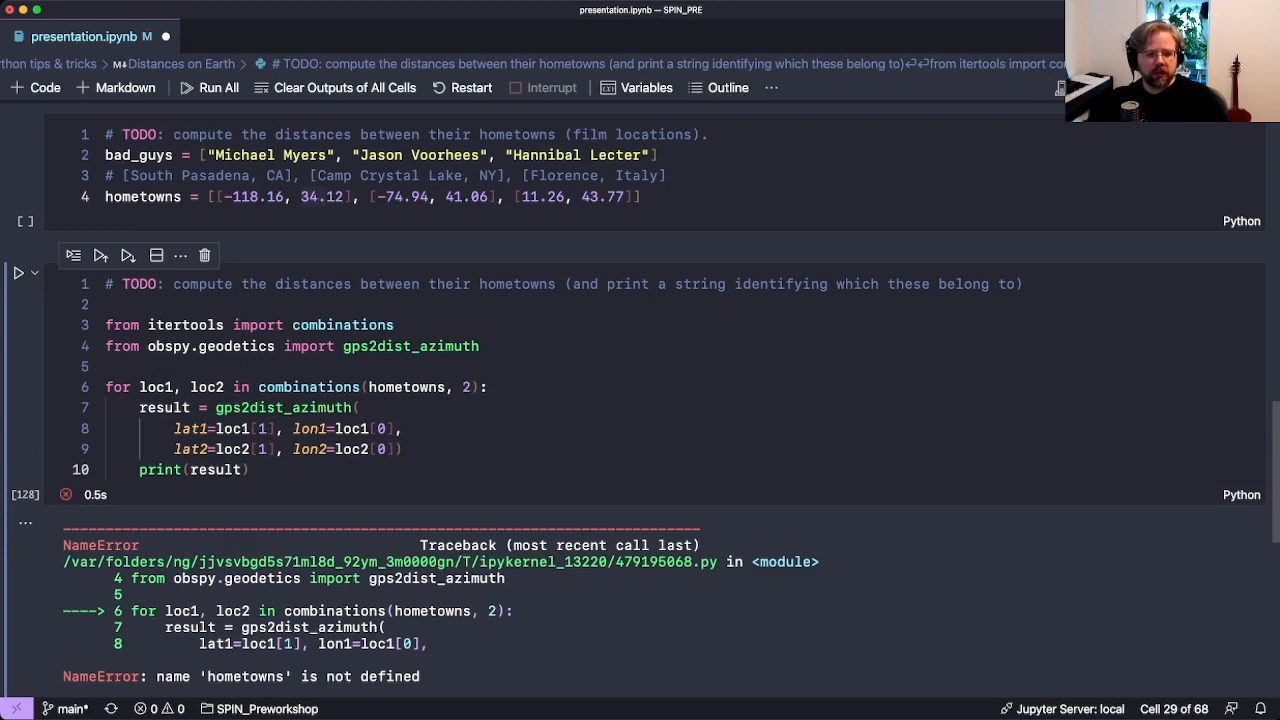 presentation.ipynb — SPIN_PRE
presentation.ipynb M
thon tips & tricks > M↓Distances on Earth > # TODO: compute the distances between their hometowns (and print a string identifying which these belong to)⏎⏎from itertools import com
+ Code + Markdown Run All Clear Outputs of All Cells Restart Interrupt Variables Outline ...
1 # TODO: compute the distances between their hometowns (film locations).
2 bad_guys = ["Michael Myers", "Jason Voorhees", "Hannibal Lecter"]
3 # [South Pasadena, CA], [Camp Crystal Lake, NY], [Florence, Italy]
4 hometowns = [[-118.16, 34.12], [-74.94, 41.06], [11.26, 43.77]]
[ ] Python
1 # TODO: compute the distances between their hometowns (and print a string identifying which these belong to)
2
3 from itertools import combinations
4 from obspy.geodetics import gps2dist_azimuth
5
6 for loc1, loc2 in combinations(hometowns, 2):
7 result = gps2dist_azimuth(
8 lat1=loc1[1], lon1=loc1[0],
9 lat2=loc2[1], lon2=loc2[0])
10 print(result)
[128] 0.5s Python
...
---------------------------------------------------------------------------
NameError Traceback (most recent call last)
/var/folders/ng/jjvsvbgd5s71ml8d_92ym_3m0000gn/T/ipykernel_13220/479195068.py in <module>
4 from obspy.geodetics import gps2dist_azimuth
5
----> 6 for loc1, loc2 in combinations(hometowns, 2):
7 result = gps2dist_azimuth(
8 lat1=loc1[1], lon1=loc1[0],
NameError: name 'hometowns' is not defined
main* 0 0 SPIN_Preworkshop Jupyter Server: local Cell 29 of 68